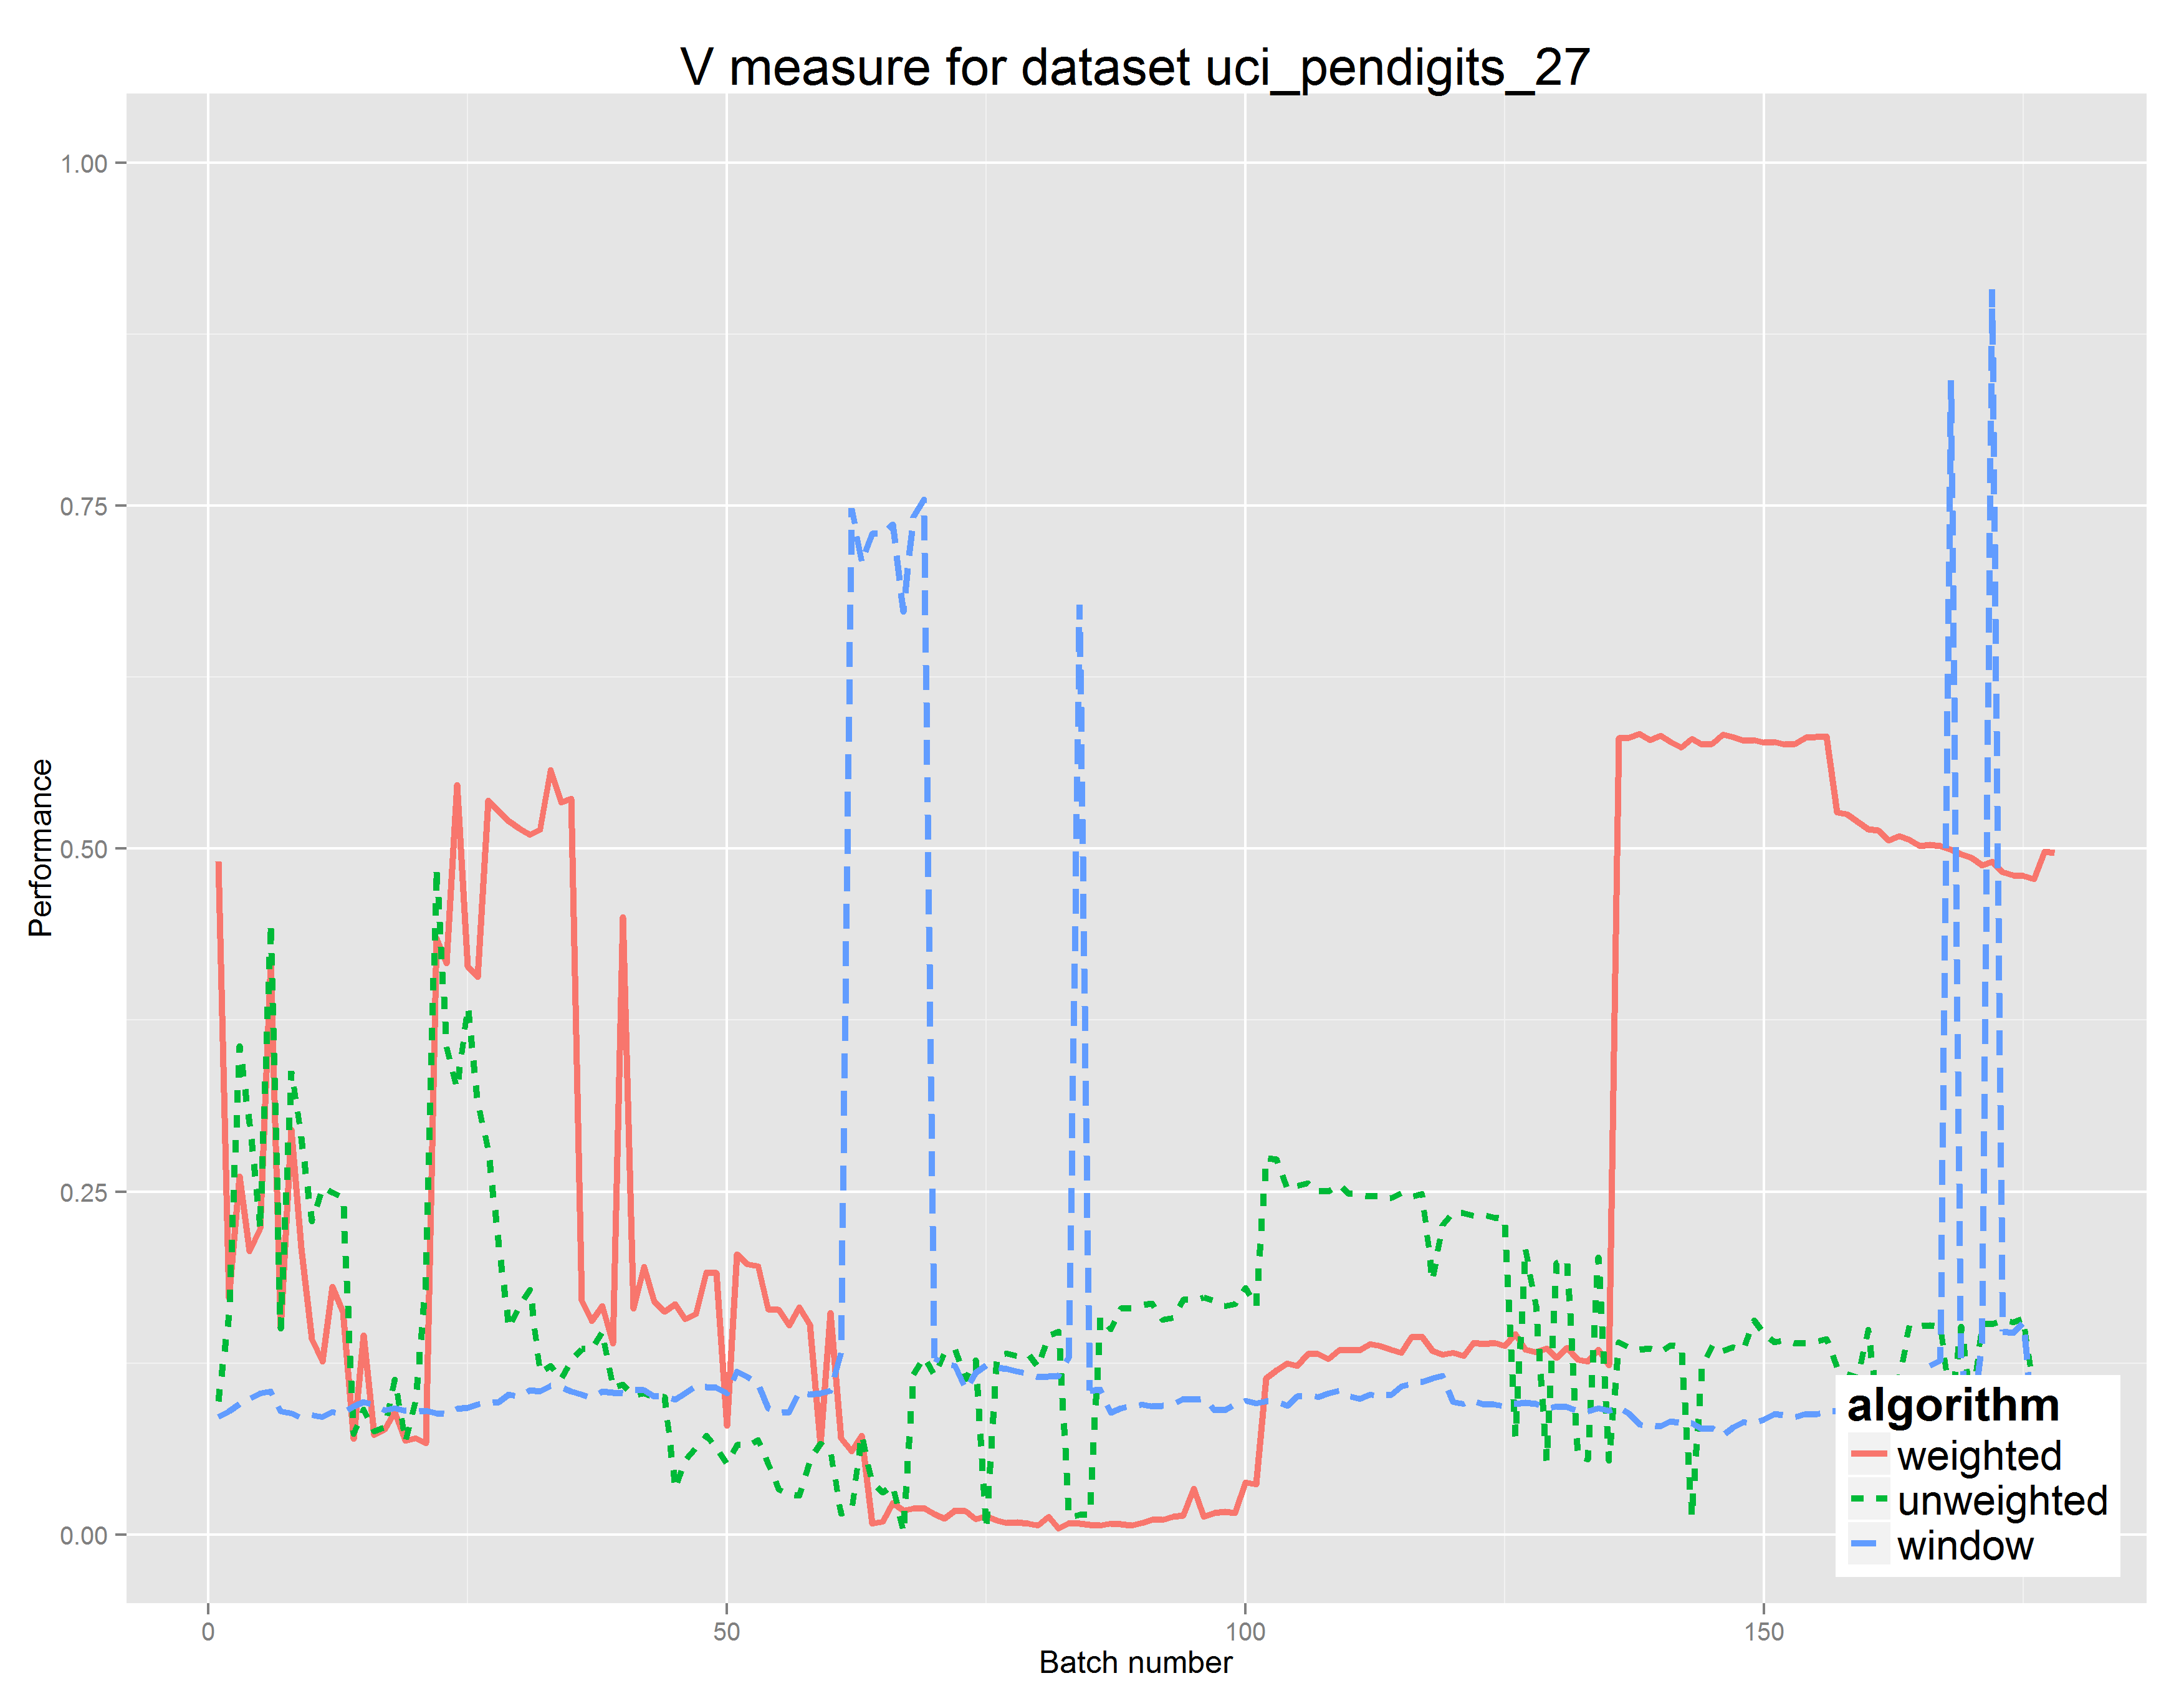 V measure for dataset uci_pendigits_27
1.00
0.75
0.50
0.25
0.00
Performance
0
50
100
150
Batch number
algorithm
weighted
unweighted
window